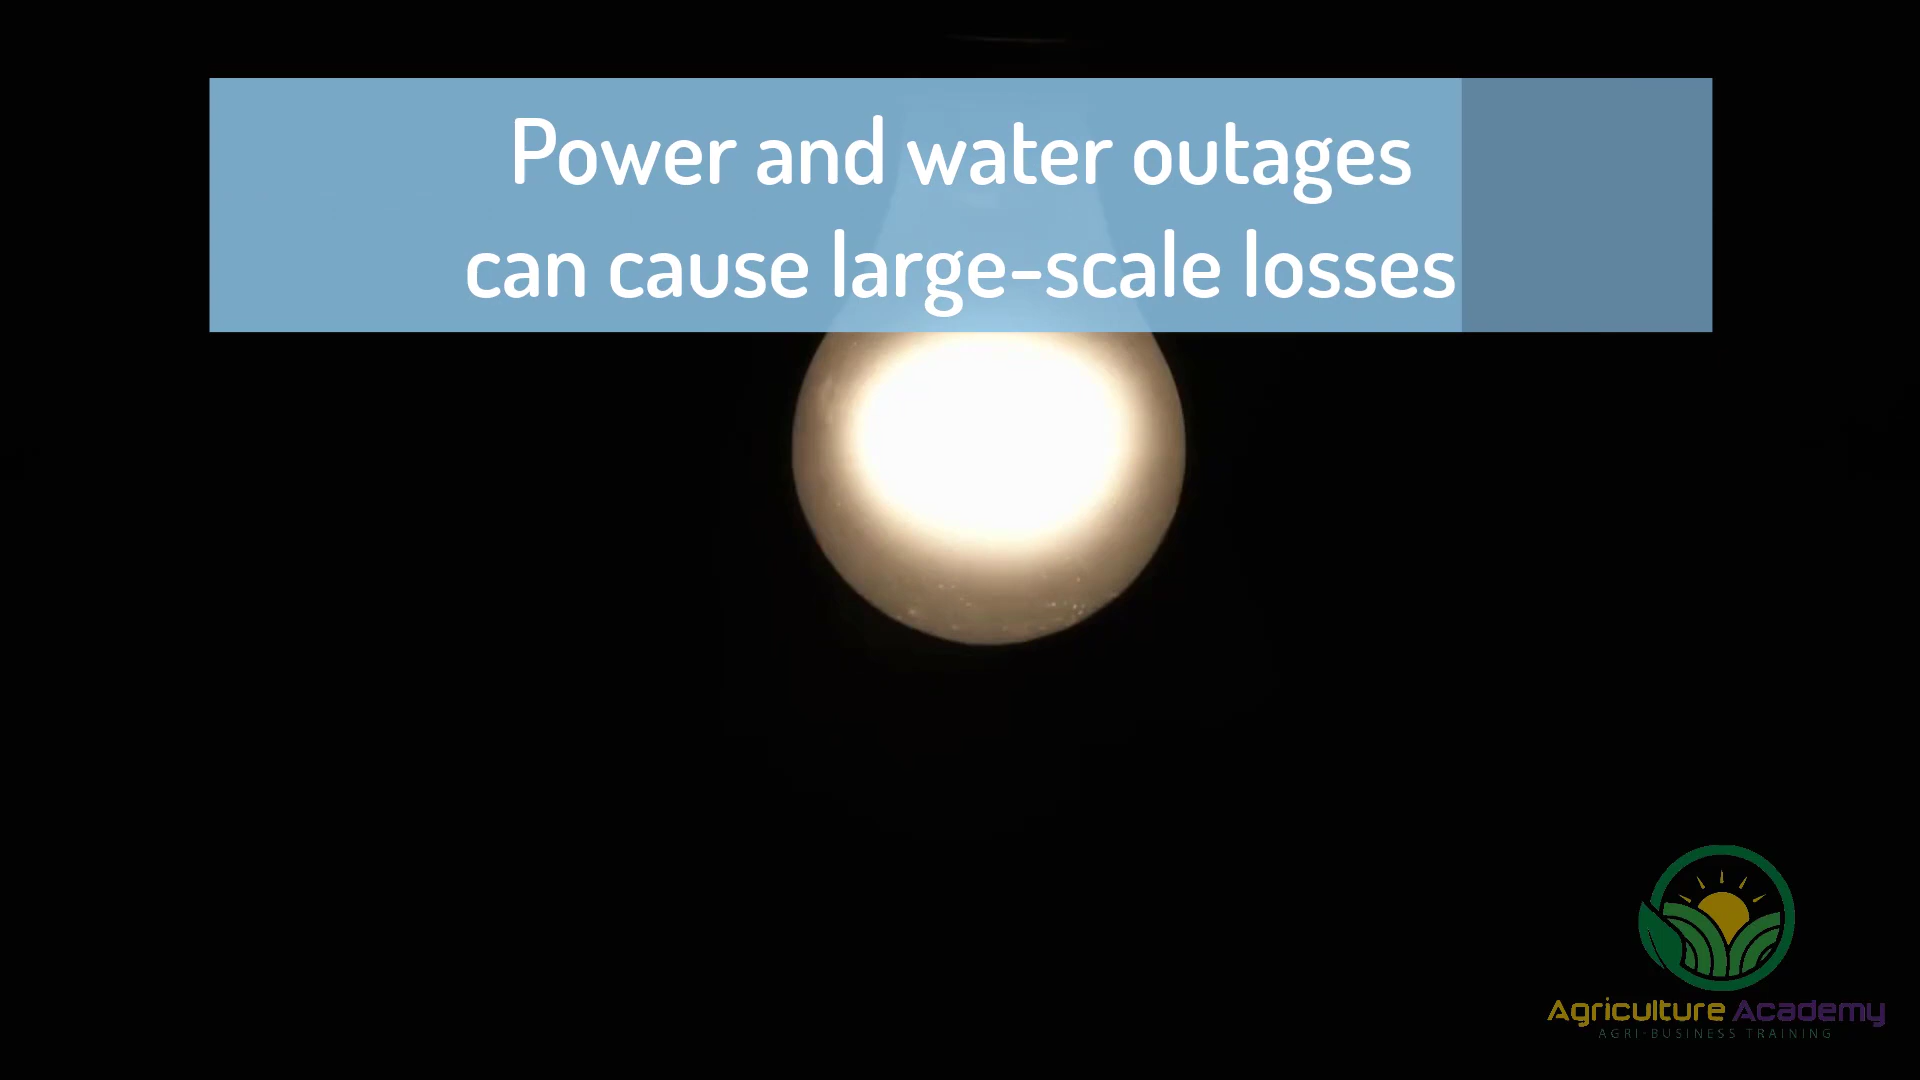 Power and water outages
can cause large-scale losses
Agriculture Academy
AGRI-BUSINESS TRAINING